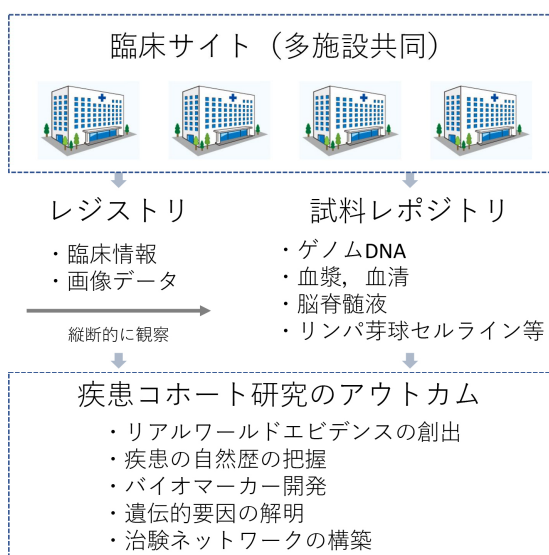 臨床サイト（多施設共同）
レジストリ
・臨床情報
・画像データ
縦断的に観察
試料レポジトリ
・ゲノムDNA
・血漿，血清
・脳脊髄液
・リンパ芽球セルライン等
疾患コホート研究のアウトカム
・リアルワールドエビデンスの創出
・疾患の自然歴の把握
・バイオマーカー開発
・遺伝的要因の解明
・治験ネットワークの構築